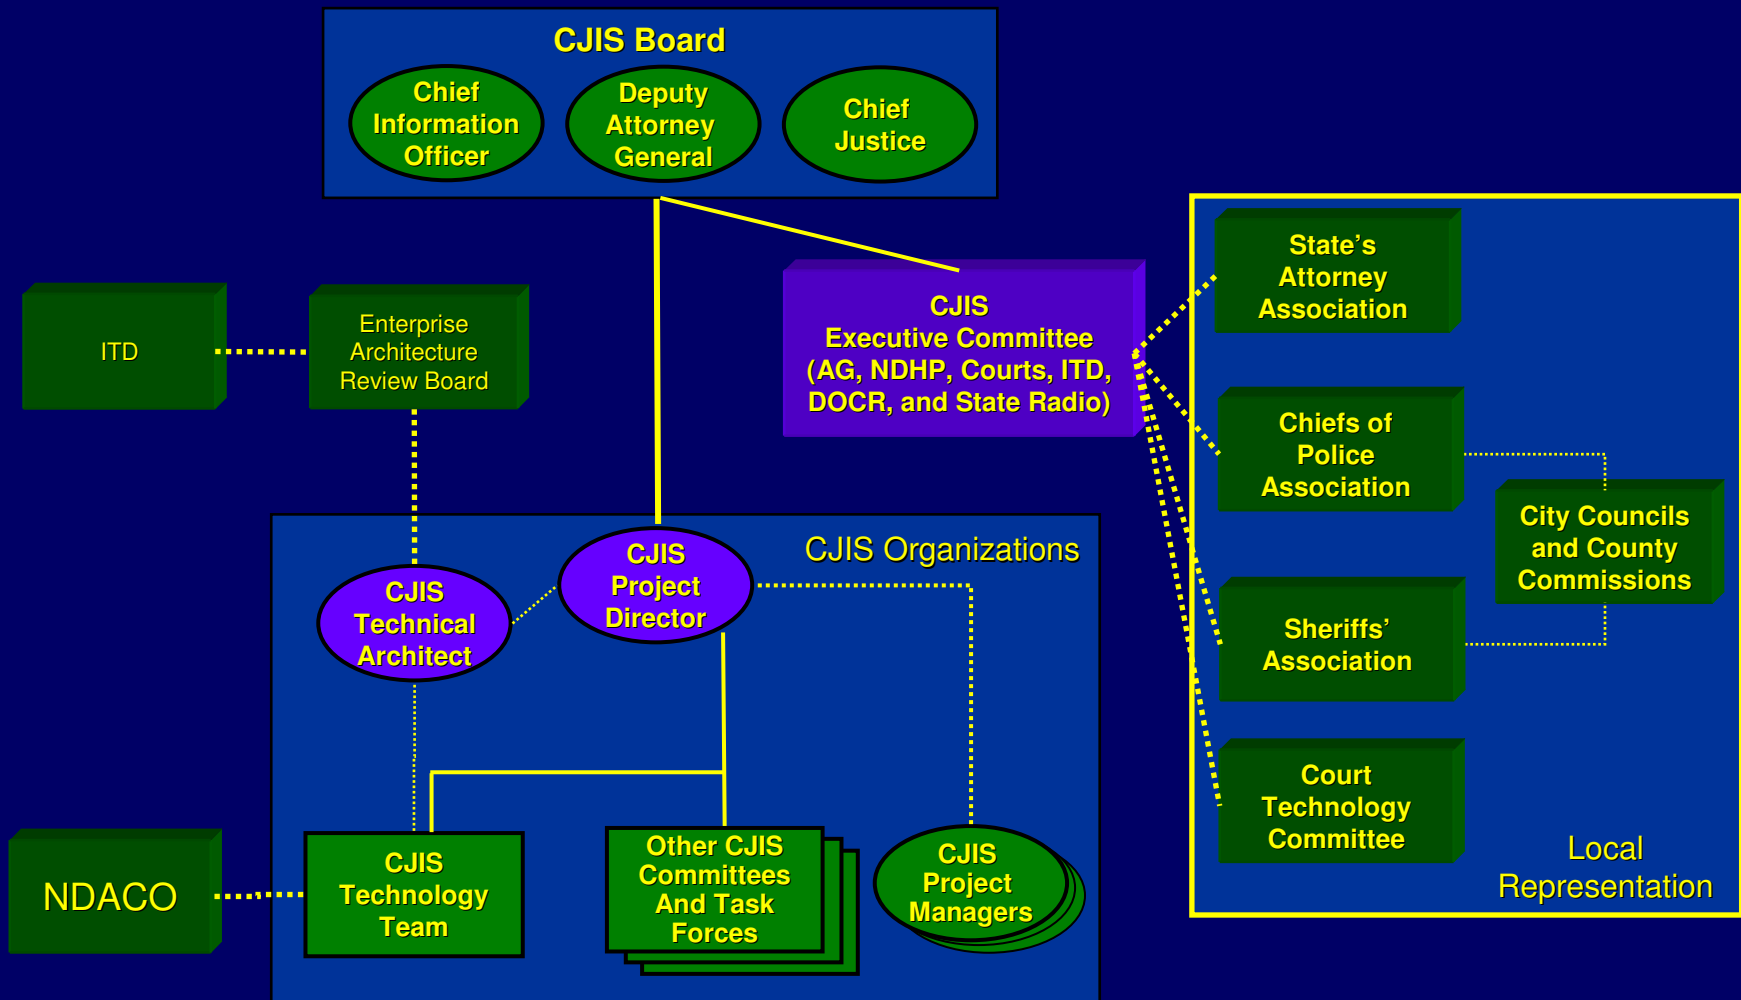 CJIS Board
Chief
Information
Officer
Deputy
Attorney
General
Chief
Justice
ITD
Enterprise
Architecture
Review Board
CJIS
Executive Committee
(AG, NDHP, Courts, ITD,
DOCR, and State Radio)
State’s
Attorney
Association
Chiefs of
Police
Association
City Councils
and County
Commissions
Sheriffs’
Association
Court
Technology
Committee
Local
Representation
CJIS Organizations
CJIS
Technical
Architect
CJIS
Project
Director
NDACO
CJIS
Technology
Team
Other CJIS
Committees
And Task
Forces
CJIS
Project
Managers